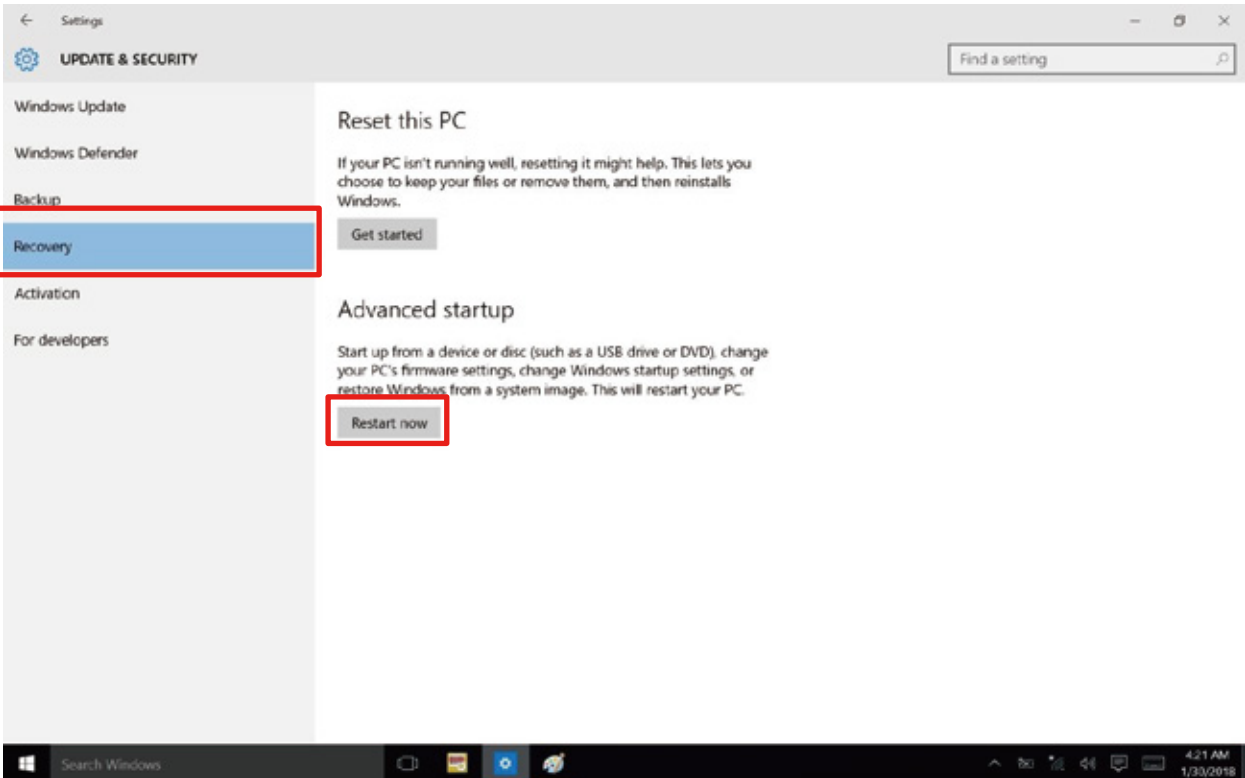 Settings
UPDATE & SECURITY
Find a setting
Windows Update
Windows Defender
Backup
Recovery
Activation
For developers
Reset this PC
If your PC isn't running well, resetting it might help. This lets you
choose to keep your files or remove them, and then reinstalls
Windows.
Get started
Advanced startup
Start up from a device or disc (such as a USB drive or DVD), change
your PC's firmware settings, change Windows startup settings, or
restore Windows from a system image. This will restart your PC.
Restart now
Search Windows
4:21 AM
1/30/2018